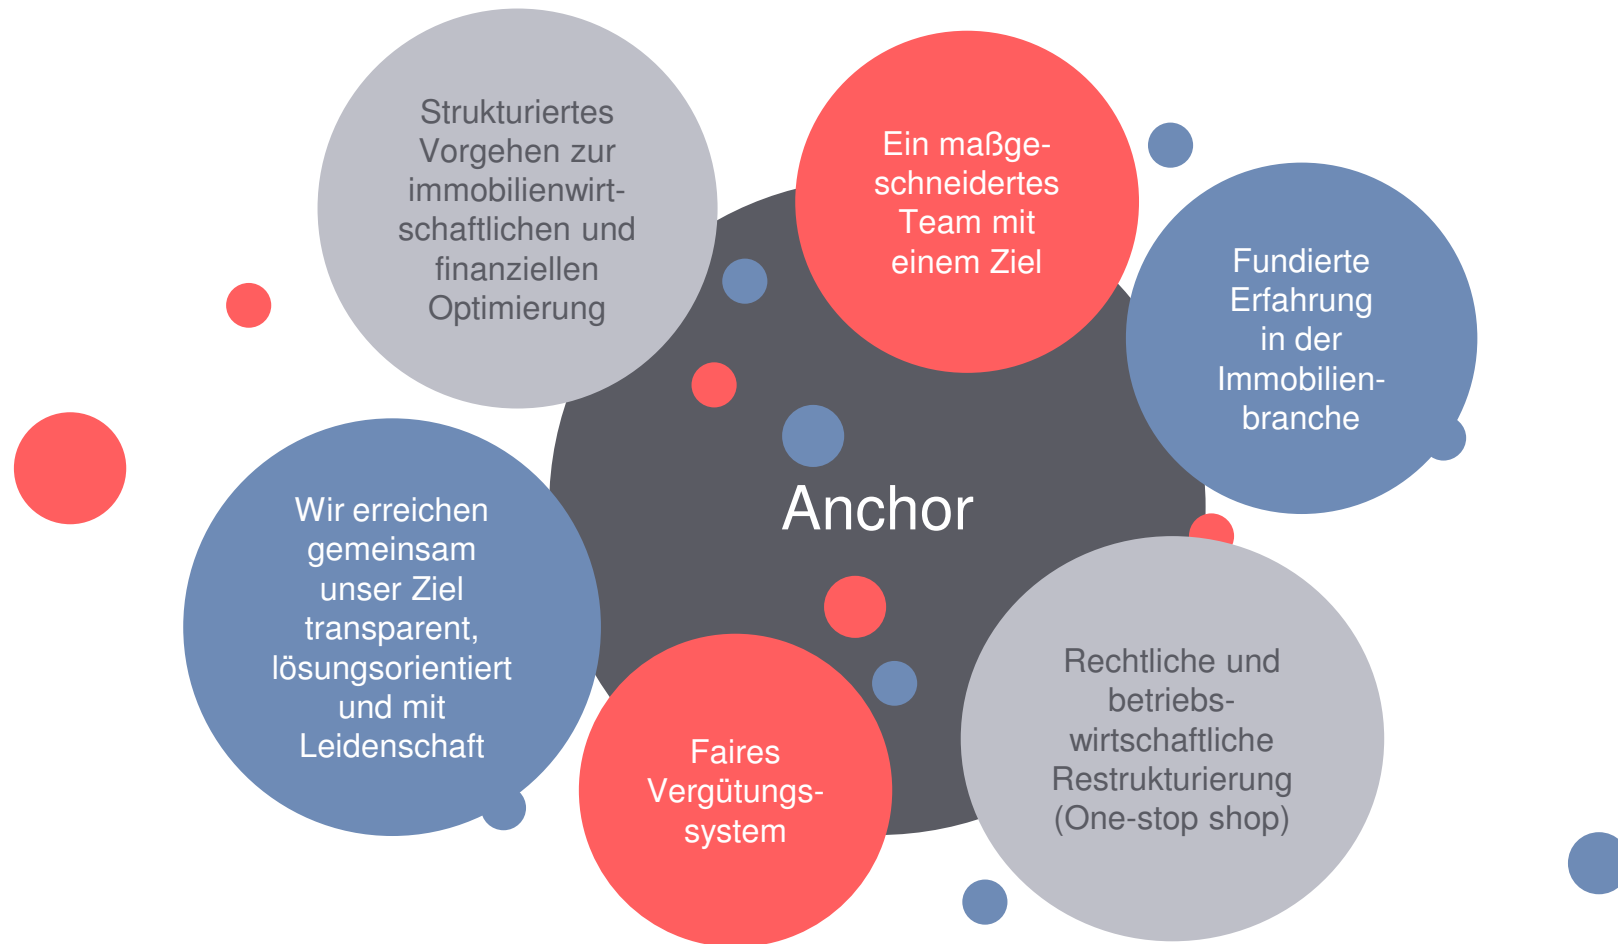 Strukturiertes
Vorgehen zur
immobilienwirt-
schaftlichen und
finanziellen
Optimierung
Ein maßge-
schneidertes
Team mit
einem Ziel
Fundierte
Erfahrung
in der
Immobilien-
branche
Anchor
Wir erreichen
gemeinsam
unser Ziel
transparent,
lösungsorientiert
und mit
Leidenschaft
Faires
Vergütungs-
system
Rechtliche und
betriebs-
wirtschaftliche
Restrukturierung
(One-stop shop)